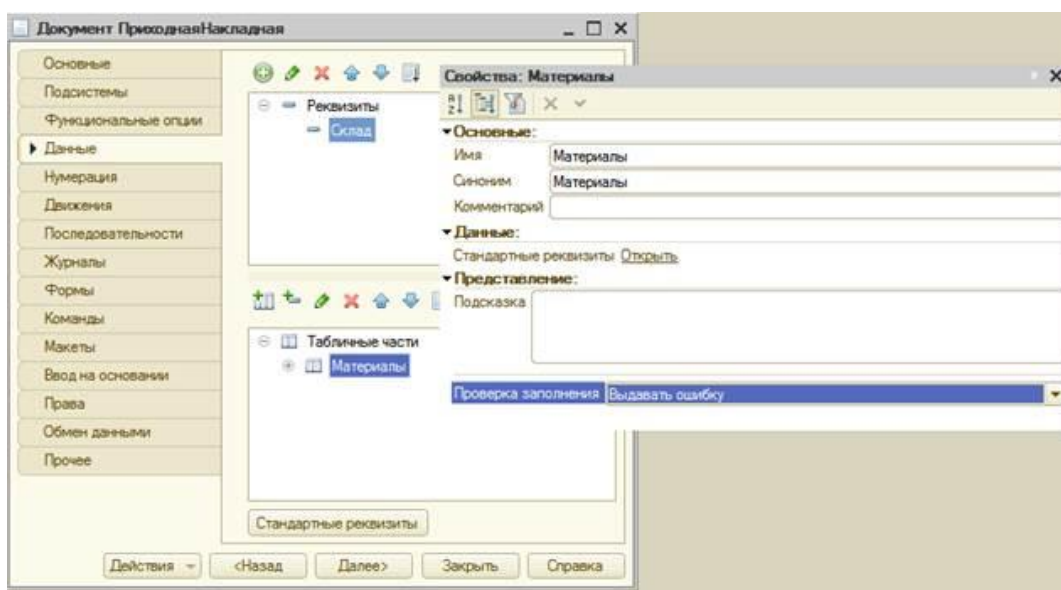 Документ ПриходнаяНакладная
Основные
Подсистемы
Функциональные опции
Данные
Нумерация
Движения
Последовательности
Журналы
Формы
Команды
Макеты
Ввод на основании
Права
Обмен данными
Прочее
Реквизиты
Склад
Табличные части
Материалы
Стандартные реквизиты
Действия
<Назад
Далее>
Закрыть
Справка
Свойства: Материалы
Основные:
Имя Материалы
Синоним Материалы
Комментарий
Данные:
Стандартные реквизиты Открыть
Представление:
Подсказка
Проверка заполнения Выдавать ошибку